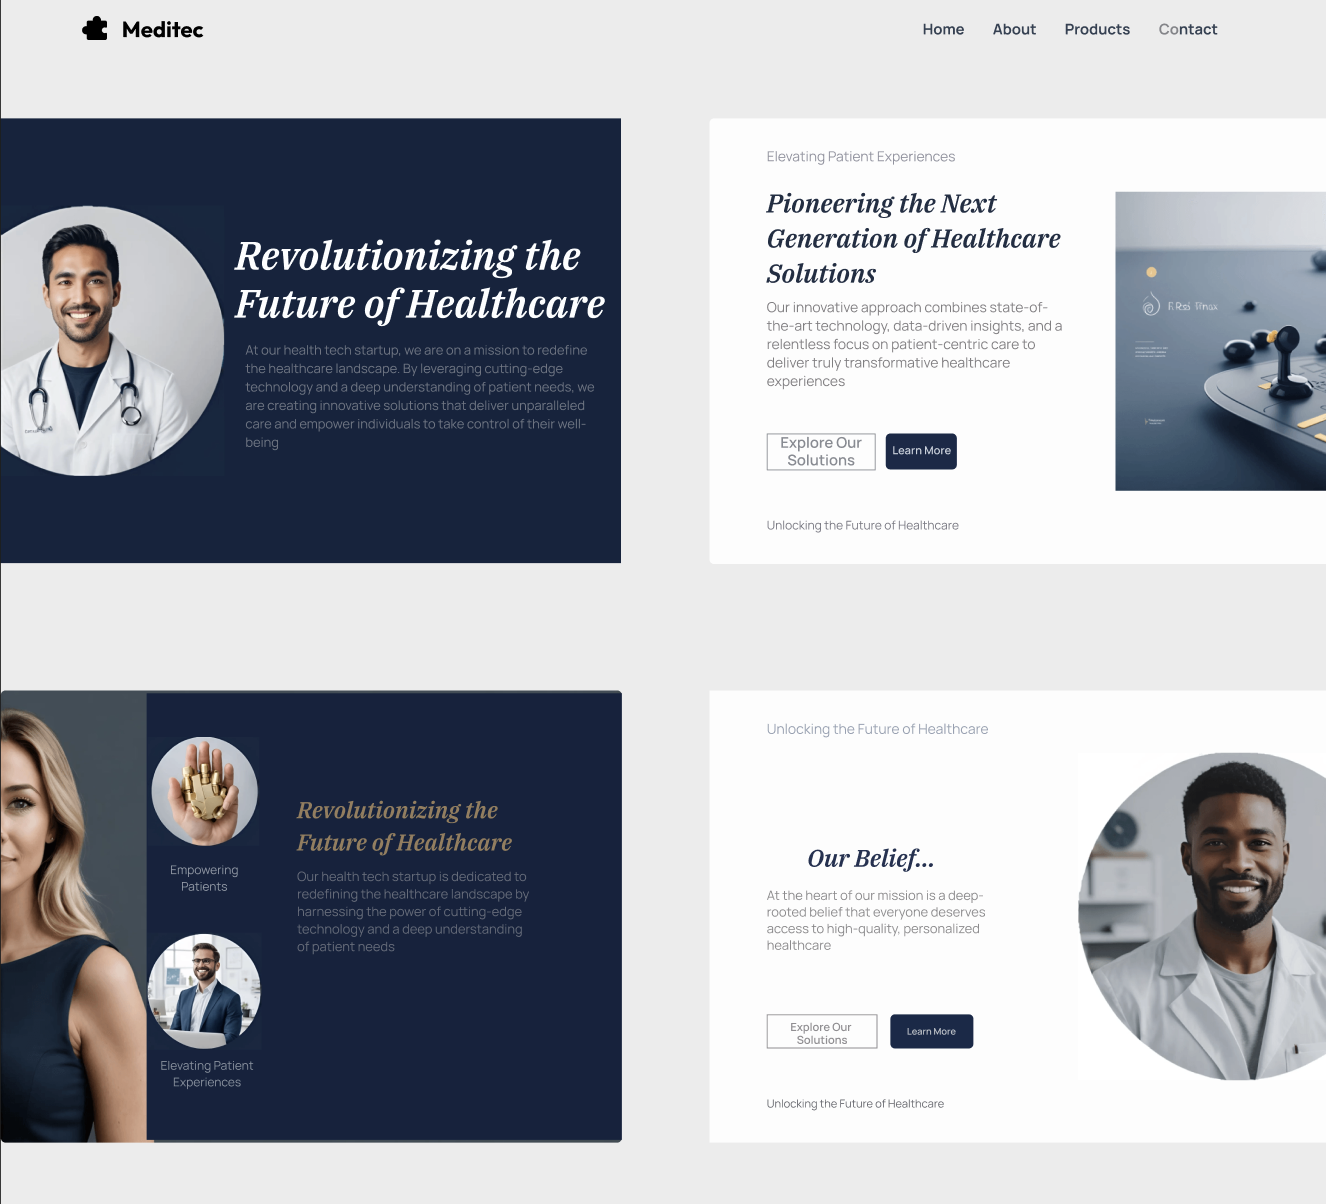 Meditec
Home About Products Contact
Revolutionizing the
Future of Healthcare
At our health tech startup, we are on a mission to redefine
the healthcare landscape. By leveraging cutting-edge
technology and a deep understanding of patient needs, we
are creating innovative solutions that deliver unparalleled
care and empower individuals to take control of their well-
being
Elevating Patient Experiences
Pioneering the Next
Generation of Healthcare
Solutions
Our innovative approach combines state-of-
the-art technology, data-driven insights, and a
relentless focus on patient-centric care to
deliver truly transformative healthcare
experiences
Explore Our
Solutions
Learn More
Unlocking the Future of Healthcare
Empowering
Patients
Elevating Patient
Experiences
Revolutionizing the
Future of Healthcare
Our health tech startup is dedicated to
redefining the healthcare landscape by
harnessing the power of cutting-edge
technology and a deep understanding
of patient needs
Unlocking the Future of Healthcare
Our Belief...
At the heart of our mission is a deep-
rooted belief that everyone deserves
access to high-quality, personalized
healthcare
Explore Our
Solutions
Learn More
Unlocking the Future of Healthcare